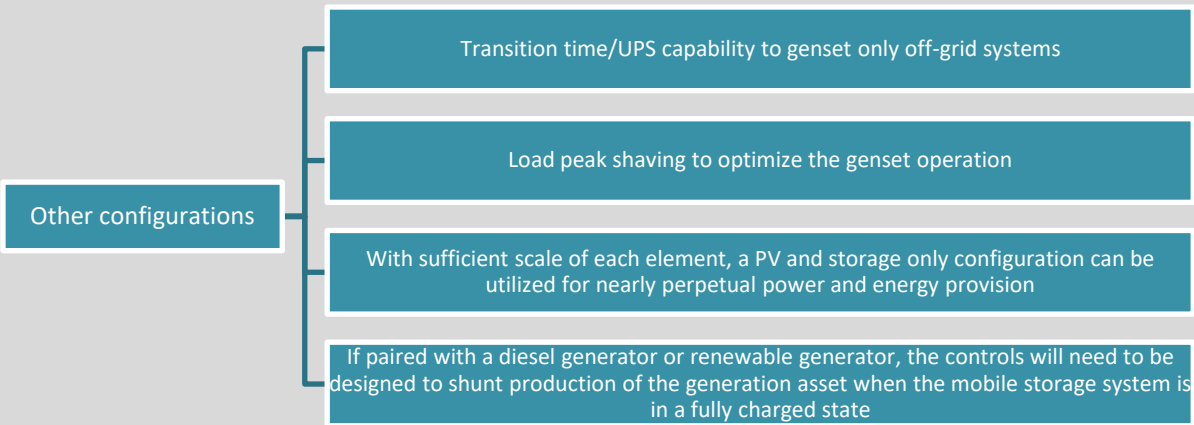 Other configurations
Transition time/UPS capability to genset only off-grid systems
Load peak shaving to optimize the genset operation
With sufficient scale of each element, a PV and storage only configuration can be
utilized for nearly perpetual power and energy provision
If paired with a diesel generator or renewable generator, the controls will need to be
designed to shunt production of the generation asset when the mobile storage system is
in a fully charged state